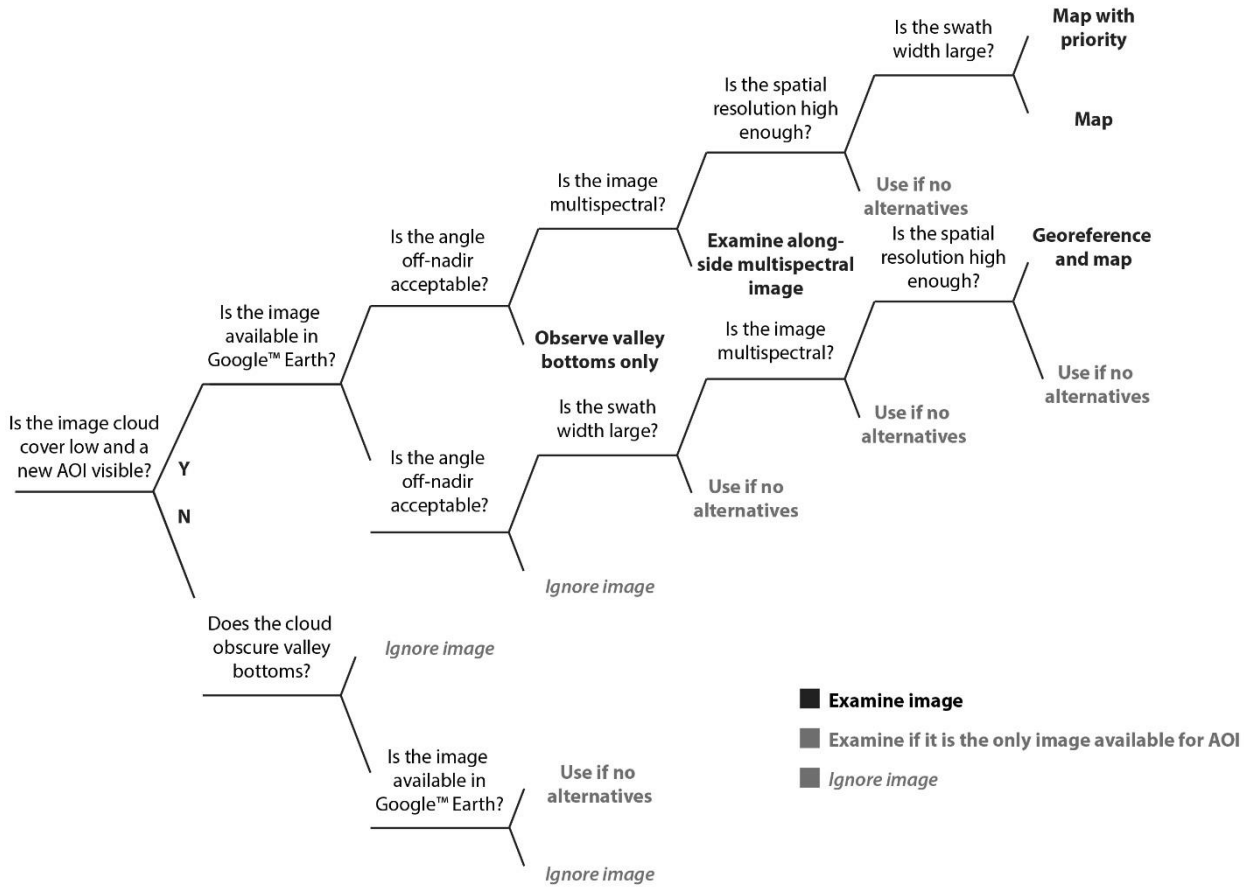 Is the swath
width large?
Map with
priority
Map
Is the spatial
resolution high
enough?
Use if no
alternatives
Is the image
multispectral?
Examine along-
side multispectral
image
Is the angle
off-nadir
acceptable?
Observe valley
bottoms only
Is the image
available in
Google™ Earth?
Is the image cloud
cover low and a
new AOI visible?
Y
N
Is the angle
off-nadir
acceptable?
Ignore image
Is the swath
width large?
Use if no
alternatives
Is the image
multispectral?
Use if no
alternatives
Is the spatial
resolution high
enough?
Georeference
and map
Use if no
alternatives
Does the cloud
obscure valley
bottoms?
Ignore image
Is the image
available in
Google™ Earth?
Use if no
alternatives
Ignore image
Examine image
Examine if it is the only image available for AOI
Ignore image